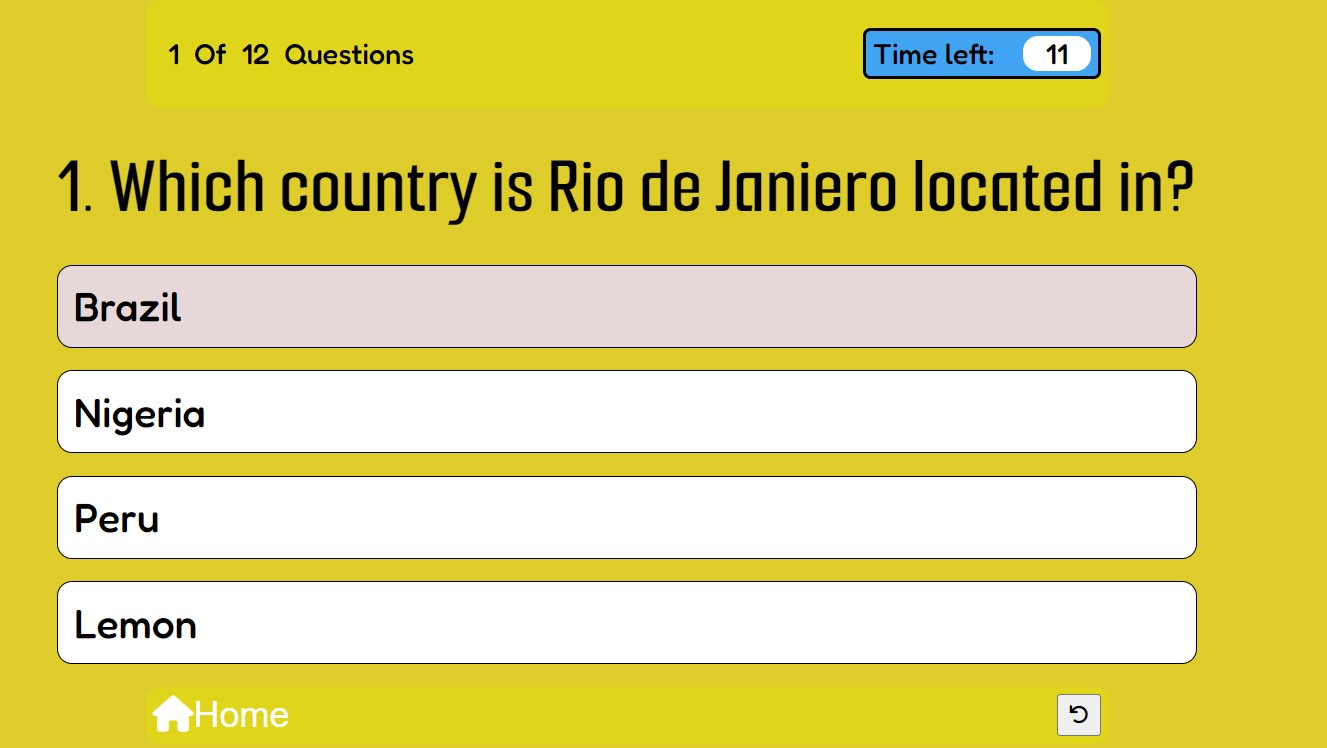 1 Of 12 Questions
Time left: 11
1. Which country is Rio de Janiero located in?
Brazil
Nigeria
Peru
Lemon
Home